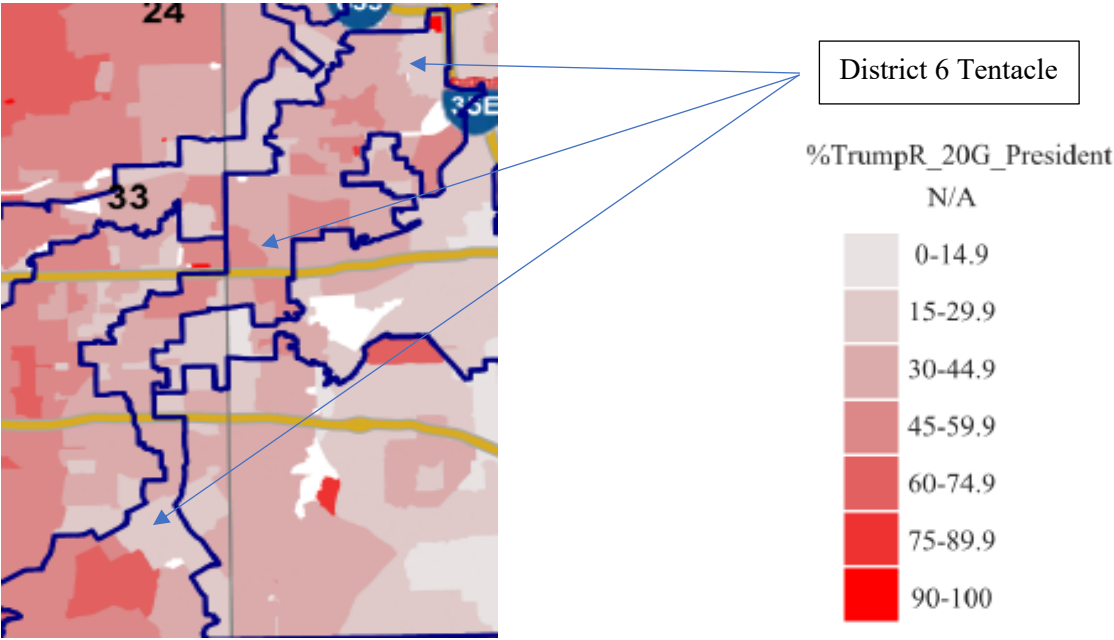 24
35E
33
District 6 Tentacle
%TrumpR_20G_President
N/A
0-14.9
15-29.9
30-44.9
45-59.9
60-74.9
75-89.9
90-100